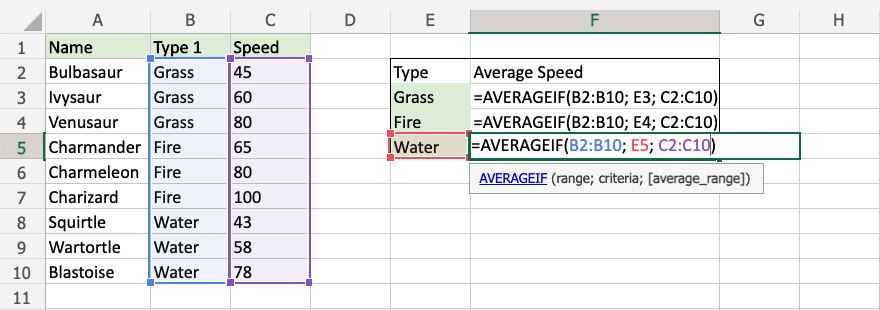 A B C D E F G H
1 Name Type 1 Speed
2 Bulbasaur Grass 45 Type Average Speed
3 Ivysaur Grass 60 Grass =AVERAGEIF(B2:B10; E3; C2:C10)
4 Venusaur Grass 80 Fire =AVERAGEIF(B2:B10; E4; C2:C10)
5 Charmander Fire 65 Water =AVERAGEIF(B2:B10; E5; C2:C10)
6 Charmeleon Fire 80 AVERAGEIF (range; criteria; [average_range])
7 Charizard Fire 100
8 Squirtle Water 43
9 Wartortle Water 58
10 Blastoise Water 78
11